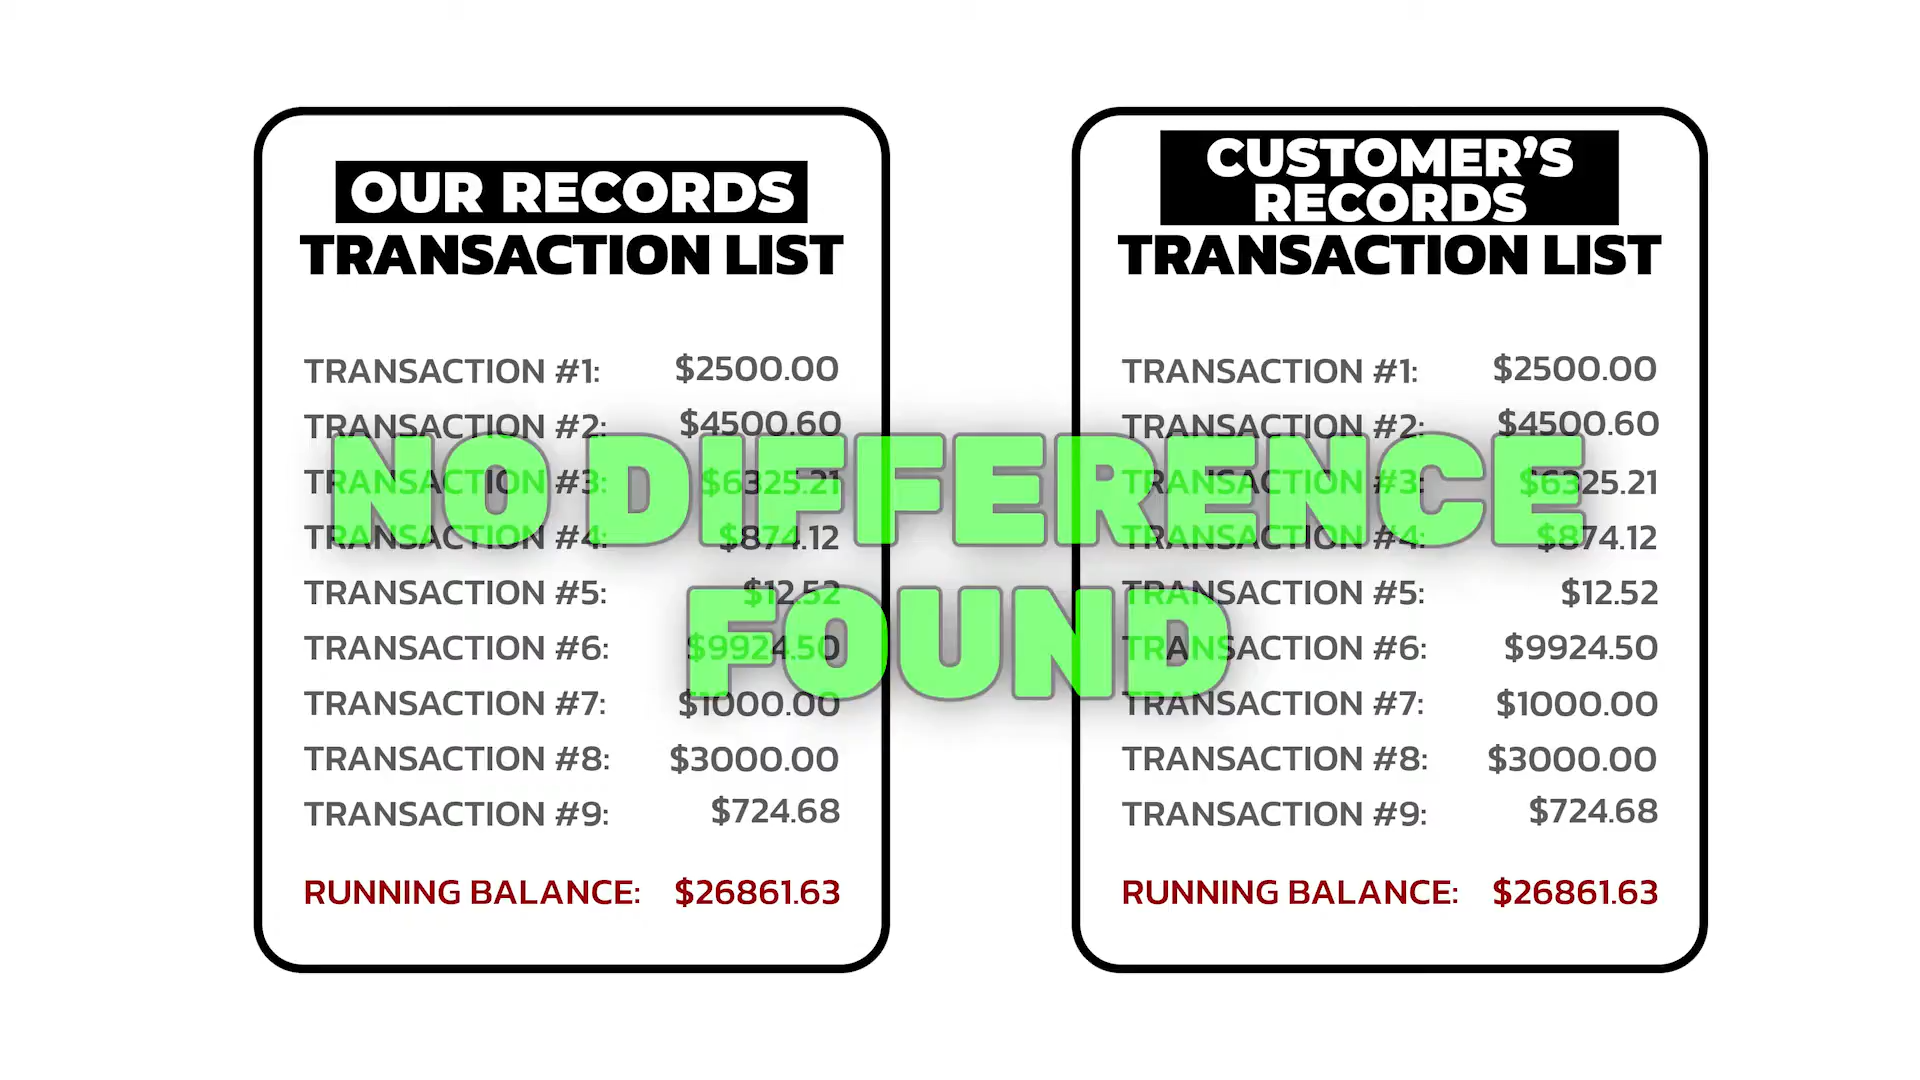 OUR RECORDS
TRANSACTION LIST
TRANSACTION #1: $2500.00
TRANSACTION #2: $4500.60
TRANSACTION #3: $6325.21
TRANSACTION #4: $874.12
TRANSACTION #5: $12.52
TRANSACTION #6: $9924.50
TRANSACTION #7: $1000.00
TRANSACTION #8: $3000.00
TRANSACTION #9: $724.68
RUNNING BALANCE: $26861.63
CUSTOMER’S
RECORDS
TRANSACTION LIST
TRANSACTION #1: $2500.00
TRANSACTION #2: $4500.60
TRANSACTION #3: $6325.21
TRANSACTION #4: $874.12
TRANSACTION #5: $12.52
TRANSACTION #6: $9924.50
TRANSACTION #7: $1000.00
TRANSACTION #8: $3000.00
TRANSACTION #9: $724.68
RUNNING BALANCE: $26861.63
NO DIFFERENCE
FOUND